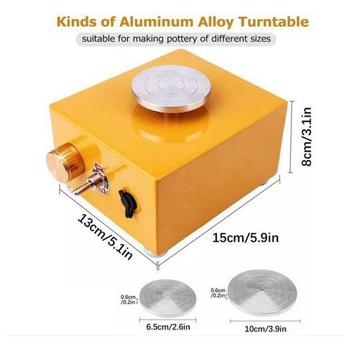 Kinds of Aluminum Alloy Turntable
suitable for making pottery of different sizes
8cm/3.1in
13cm/5.1in
15cm/5.9in
0.6cm
/0.2in
0.6cm
/0.2in
6.5cm/2.6in
10cm/3.9in